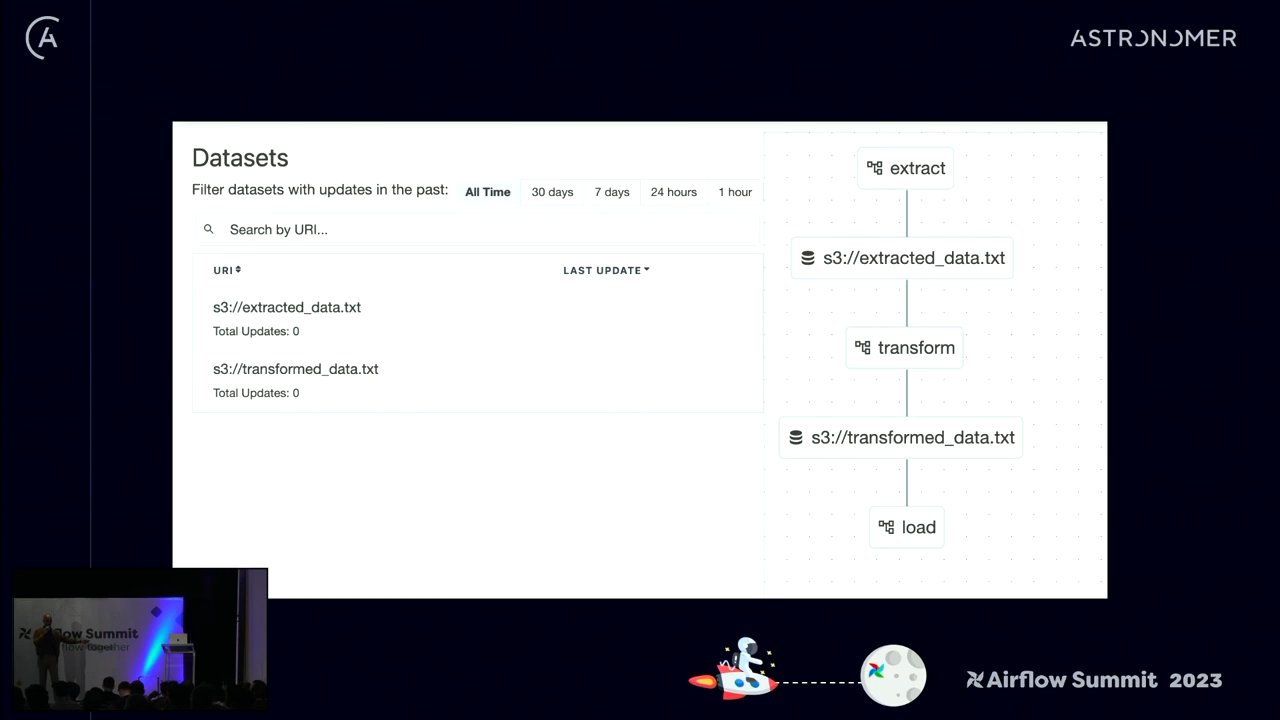 ASTRONOMER
Datasets
Filter datasets with updates in the past: All Time 30 days 7 days 24 hours 1 hour
Search by URI...
URI LAST UPDATE
s3://extracted_data.txt
Total Updates: 0
s3://transformed_data.txt
Total Updates: 0
extract
s3://extracted_data.txt
transform
s3://transformed_data.txt
load
Summit
together
Airflow Summit 2023